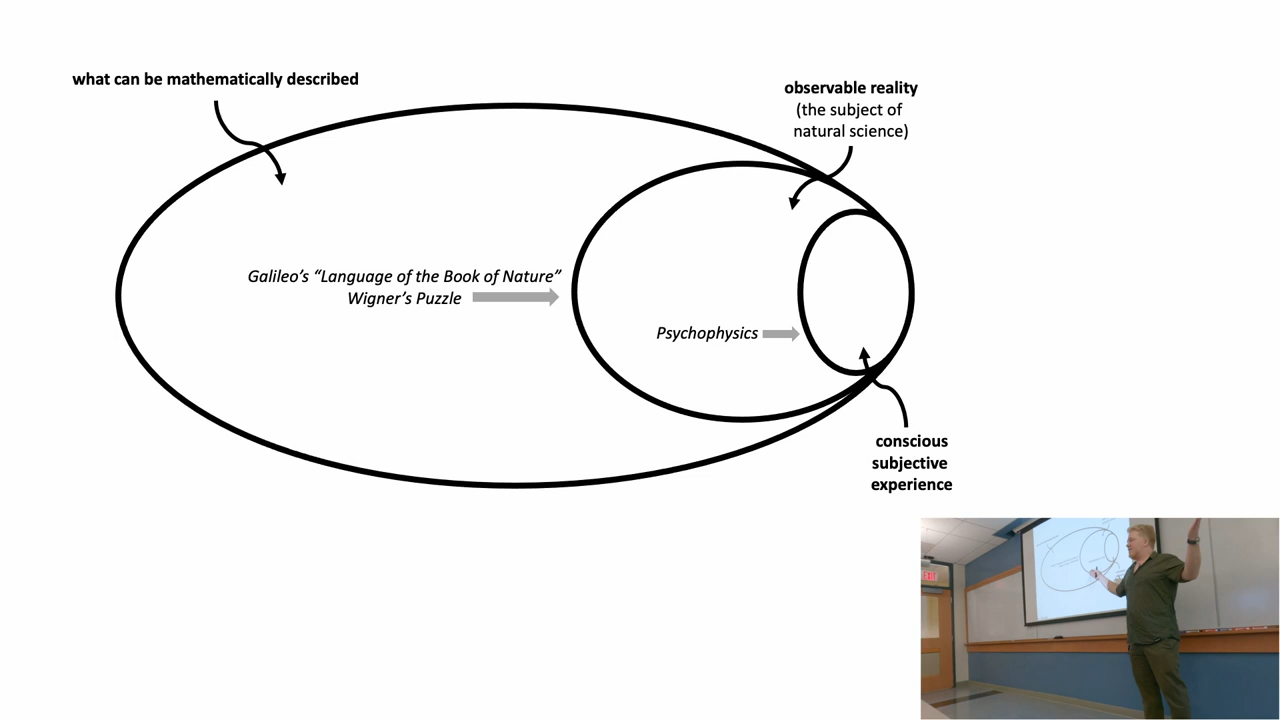 what can be mathematically described
observable reality
(the subject of
natural science)
Galileo's “Language of the Book of Nature”
Wigner's Puzzle
Psychophysics
conscious
subjective
experience
EXIT